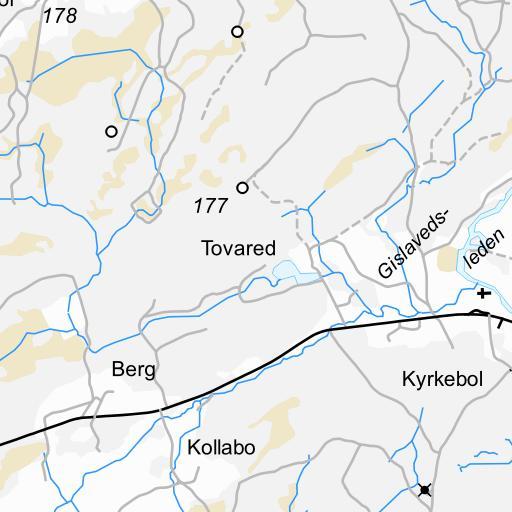 178
177
Tovared
Gislaveds-
leden
Berg
Kyrkebol
Kollabo